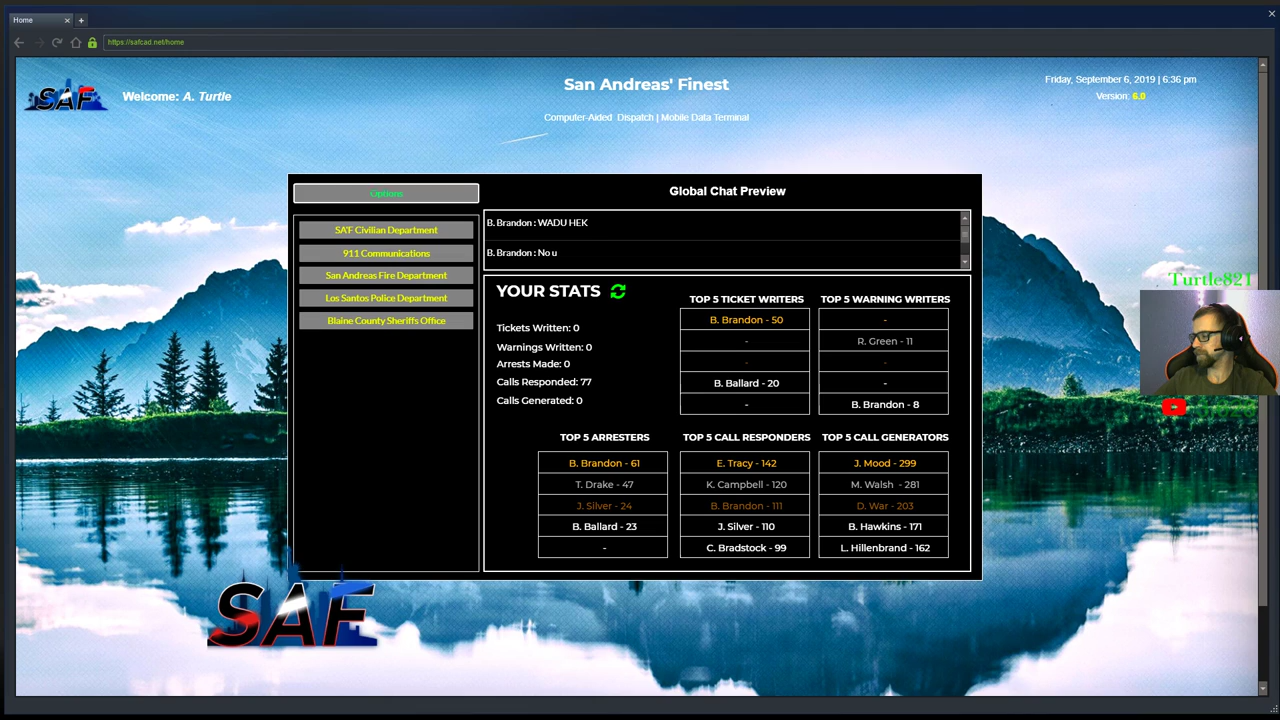 Home
https://safcad.net/home
SAF
Welcome: A. Turtle
San Andreas' Finest
Computer-Aided Dispatch | Mobile Data Terminal
Friday, September 6, 2019 | 6:36 pm
Version: 6.0
Options
SAF Civilian Department
911 Communications
San Andreas Fire Department
Los Santos Police Department
Blaine County Sheriffs Office
Global Chat Preview
B. Brandon : WADU HEK
B. Brandon : No u
YOUR STATS
Tickets Written: 0
Warnings Written: 0
Arrests Made: 0
Calls Responded: 77
Calls Generated: 0
TOP 5 TICKET WRITERS
B. Brandon - 50
-
-
B. Ballard - 20
-
TOP 5 WARNING WRITERS
-
R. Green - 11
-
-
B. Brandon - 8
TOP 5 ARRESTERS
B. Brandon - 61
T. Drake - 47
J. Silver - 24
B. Ballard - 23
-
TOP 5 CALL RESPONDERS
E. Tracy - 142
K. Campbell - 120
B. Brandon - 111
J. Silver - 110
C. Bradstock - 99
TOP 5 CALL GENERATORS
J. Mood - 299
M. Walsh - 281
D. War - 203
B. Hawkins - 171
L. Hillenbrand - 162
Turtle821
SAF